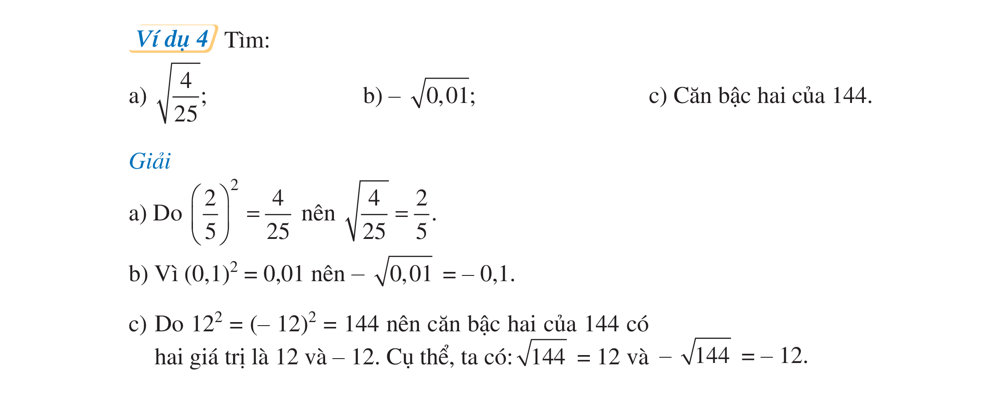 Ví dụ 4 Tìm:
a) $\sqrt{\frac{4}{25}}$; b) – $\sqrt{0,01}$; c) Căn bậc hai của 144.
Giải
a) Do $\left(\frac{2}{5}\right)^2 = \frac{4}{25}$ nên $\sqrt{\frac{4}{25}} = \frac{2}{5}$.
b) Vì (0,1)² = 0,01 nên – $\sqrt{0,01}$ = – 0,1.
c) Do 12² = (– 12)² = 144 nên căn bậc hai của 144 có
hai giá trị là 12 và – 12. Cụ thể, ta có: $\sqrt{144}$ = 12 và – $\sqrt{144}$ = – 12.